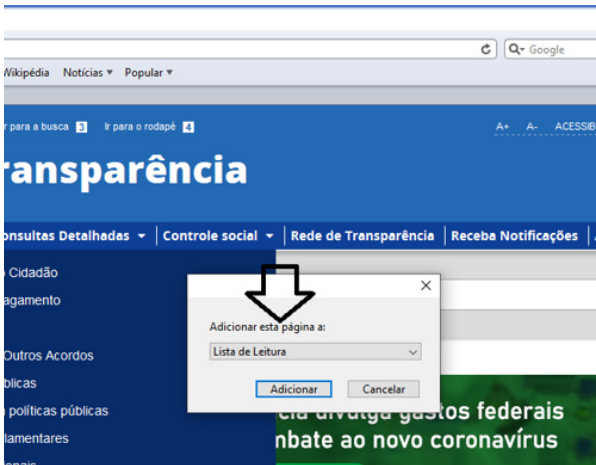 Google
Wikipédia Notícias Popular
r para a busca 3 Ir para o rodapé 4 A+ A- ACESSIB
ransparência
onsultas Detalhadas Controle social Rede de Transparência Receba Notificações
o Cidadão
agamento
Adicionar esta página a:
Lista de Leitura
Adicionar Cancelar
Outros Acordos
blicas
políticas públicas
lamentares
cia divulga gastos federais
mbate ao novo coronavírus